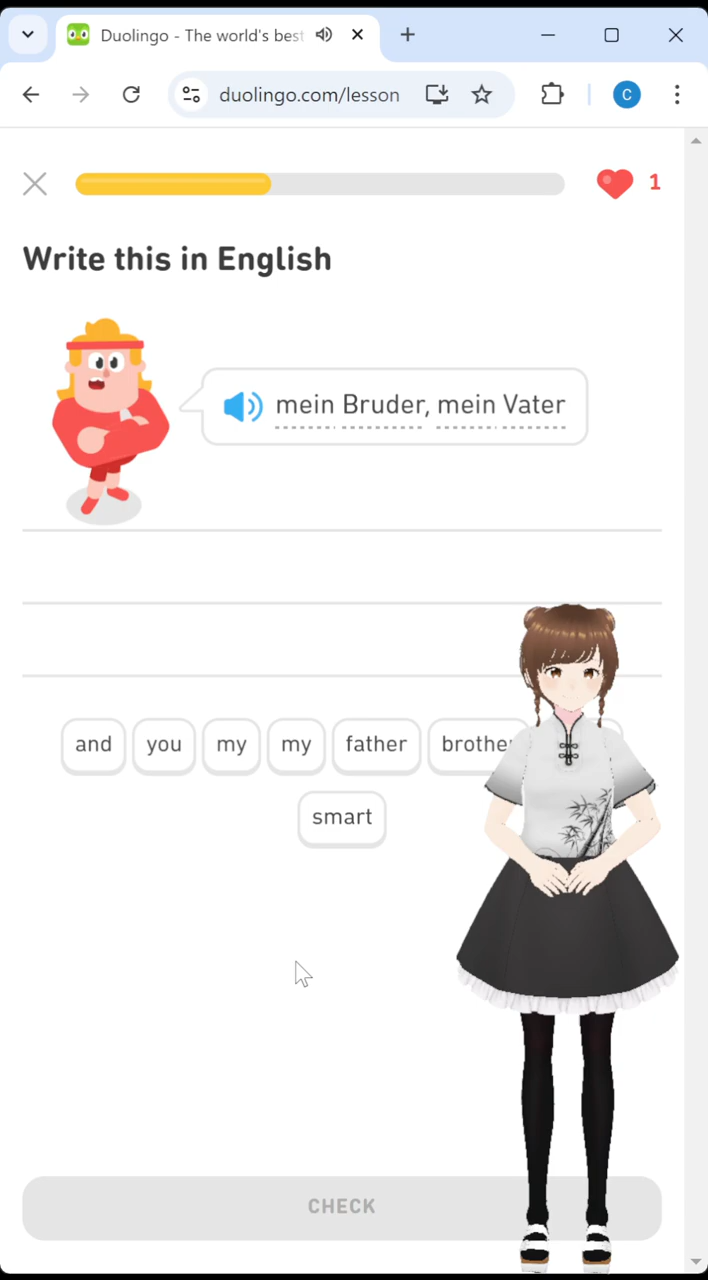 Duolingo - The world's best
duolingo.com/lesson
C
1
Write this in English
mein Bruder, mein Vater
and you my my father
smart
CHECK